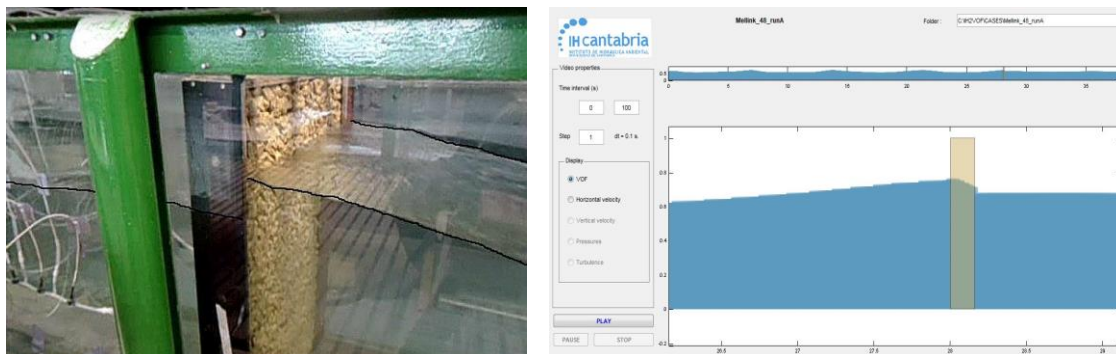 Mellink_48_runA
Folder :
C:\IH2VOF\CASES\Mellink_48_runA
IHcantabria
INSTITUTO DE HIDRÁULICA AMBIENTAL
Video properties
Time interval (s)
0
100
Step
1
dt = 0.1 s.
Display
VOF
Horizontal velocity
Vertical velocity
Pressures
Turbulence
PLAY
PAUSE
STOP
0.5
0
0
5
10
15
20
25
30
35
1
0.8
0.6
0.4
0.2
0
-0.2
26.5
27
27.5
28
28.5
29